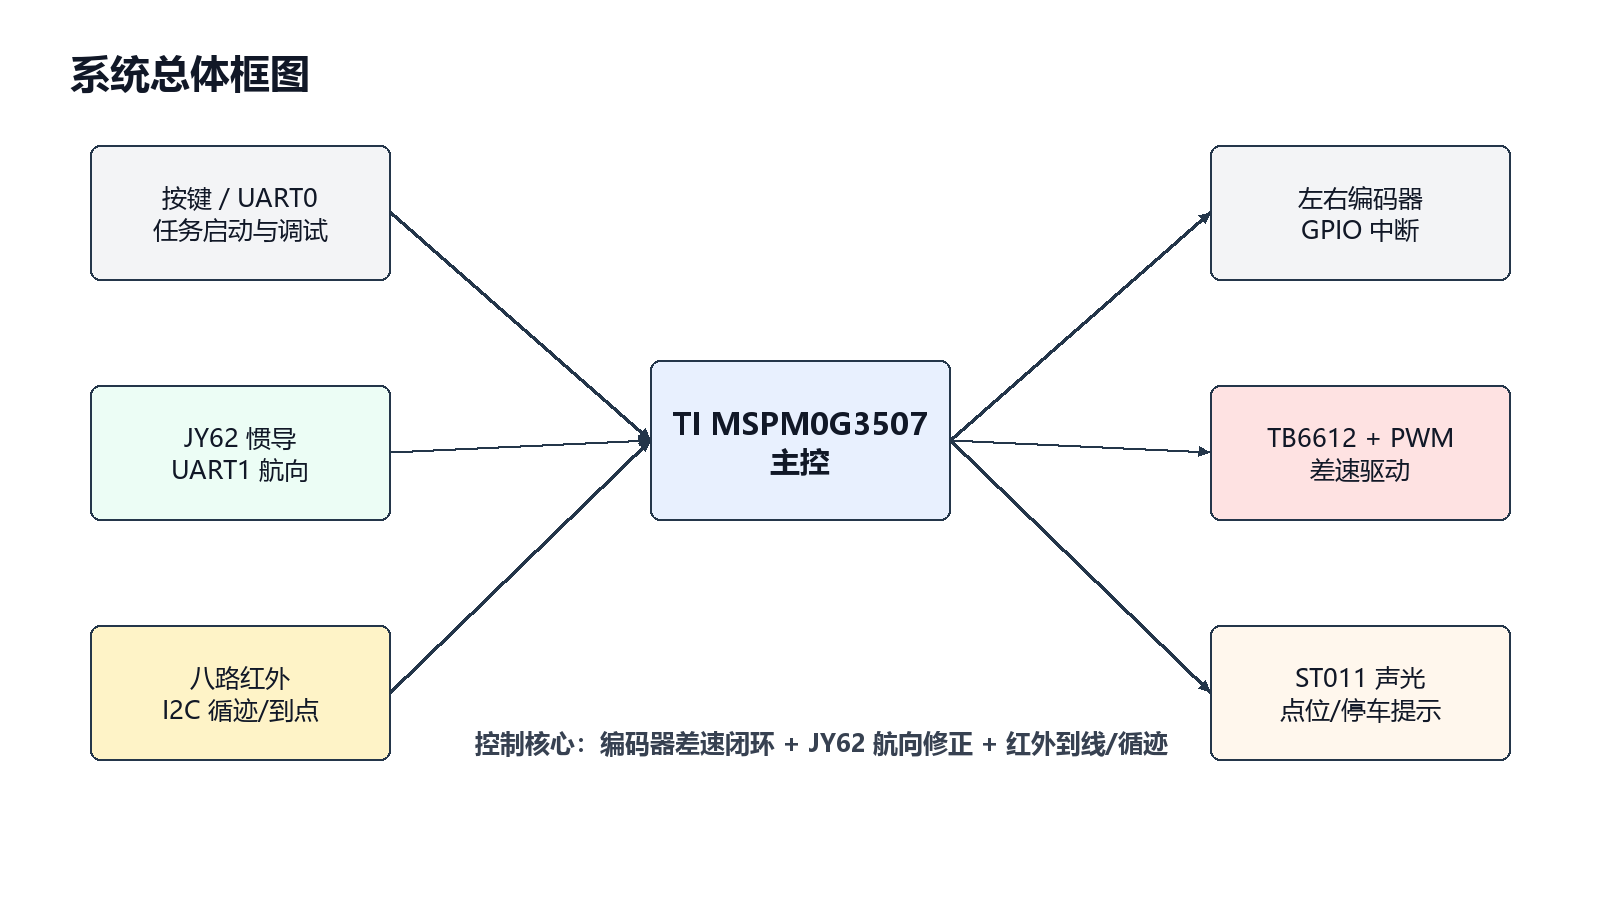 系统总体框图
按键 / UART0
任务启动与调试
JY62 惯导
UART1 航向
八路红外
I2C 循迹/到点
TI MSPM0G3507
主控
左右编码器
GPIO 中断
TB6612 + PWM
差速驱动
ST011 声光
点位/停车提示
控制核心：编码器差速闭环 + JY62 航向修正 + 红外到线/循迹